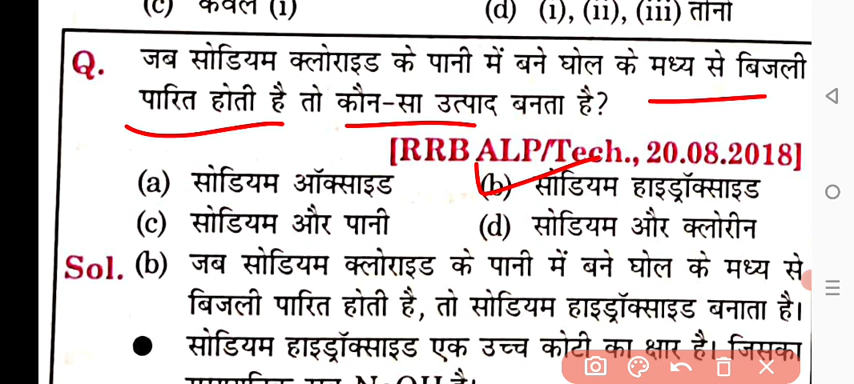 (c) केवल (i) (d) (i), (ii), (iii) तीनों
Q. जब सोडियम क्लोराइड के पानी में बने घोल के मध्य से बिजली
पारित होती है तो कौन-सा उत्पाद बनता है?
[RRB ALP/Tech., 20.08.2018]
(a) सोडियम ऑक्साइड (b) सोडियम हाइड्रॉक्साइड
(c) सोडियम और पानी (d) सोडियम और क्लोरीन
Sol. (b) जब सोडियम क्लोराइड के पानी में बने घोल के मध्य से
बिजली पारित होती है, तो सोडियम हाइड्रॉक्साइड बनाता है।
● सोडियम हाइड्रॉक्साइड एक उच्च कोटी का क्षार है। जिसका